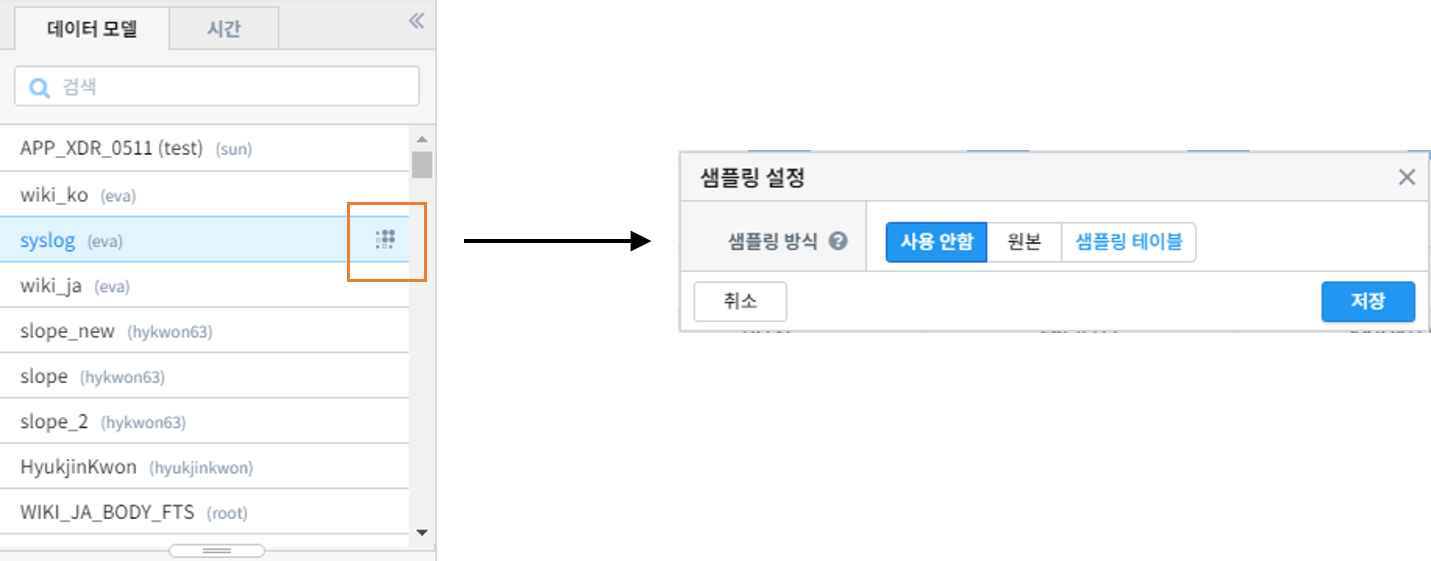 데이터 모델
시간
검색
APP_XDR_0511 (test) (sun)
wiki_ko (eva)
syslog (eva)
wiki_ja (eva)
slope_new (hykwon63)
slope (hykwon63)
slope_2 (hykwon63)
HyukjinKwon (hyukjinkwon)
WIKI_JA_BODY_FTS (root)
샘플링 설정
샘플링 방식
사용 안함
원본
샘플링 테이블
취소
저장